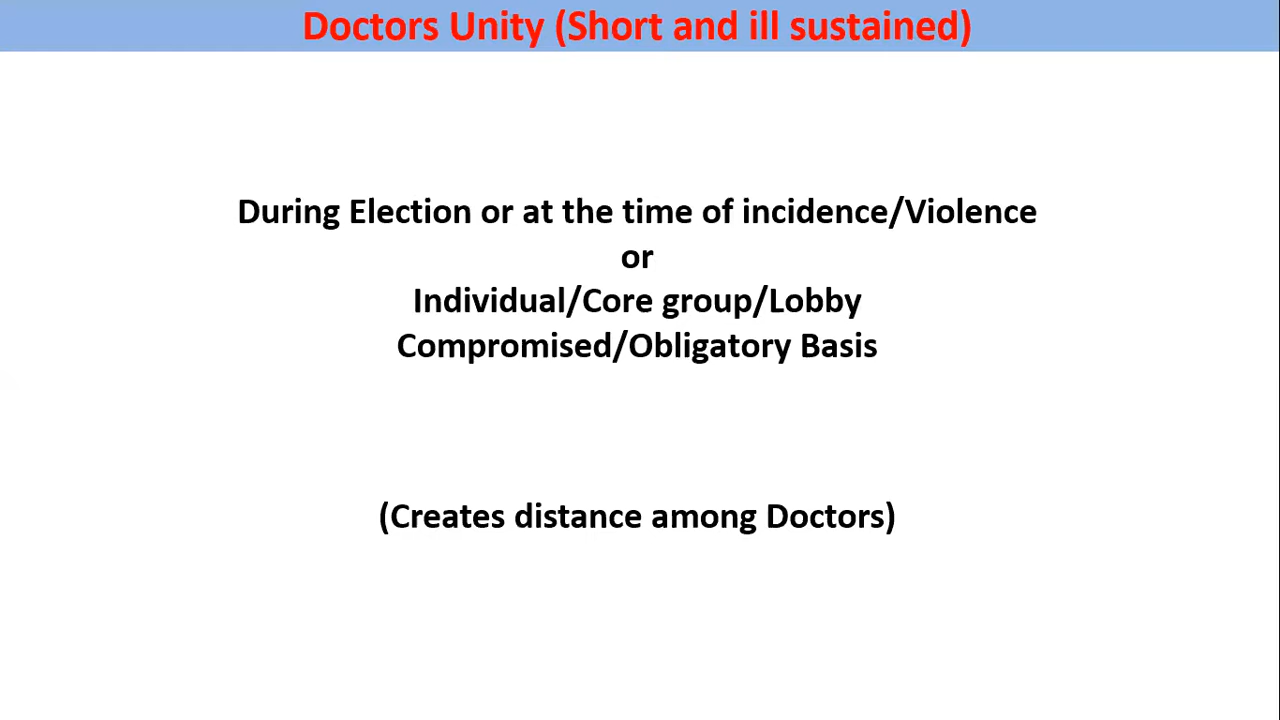 Doctors Unity (Short and ill sustained)
During Election or at the time of incidence/Violence
or
Individual/Core group/Lobby
Compromised/Obligatory Basis
(Creates distance among Doctors)